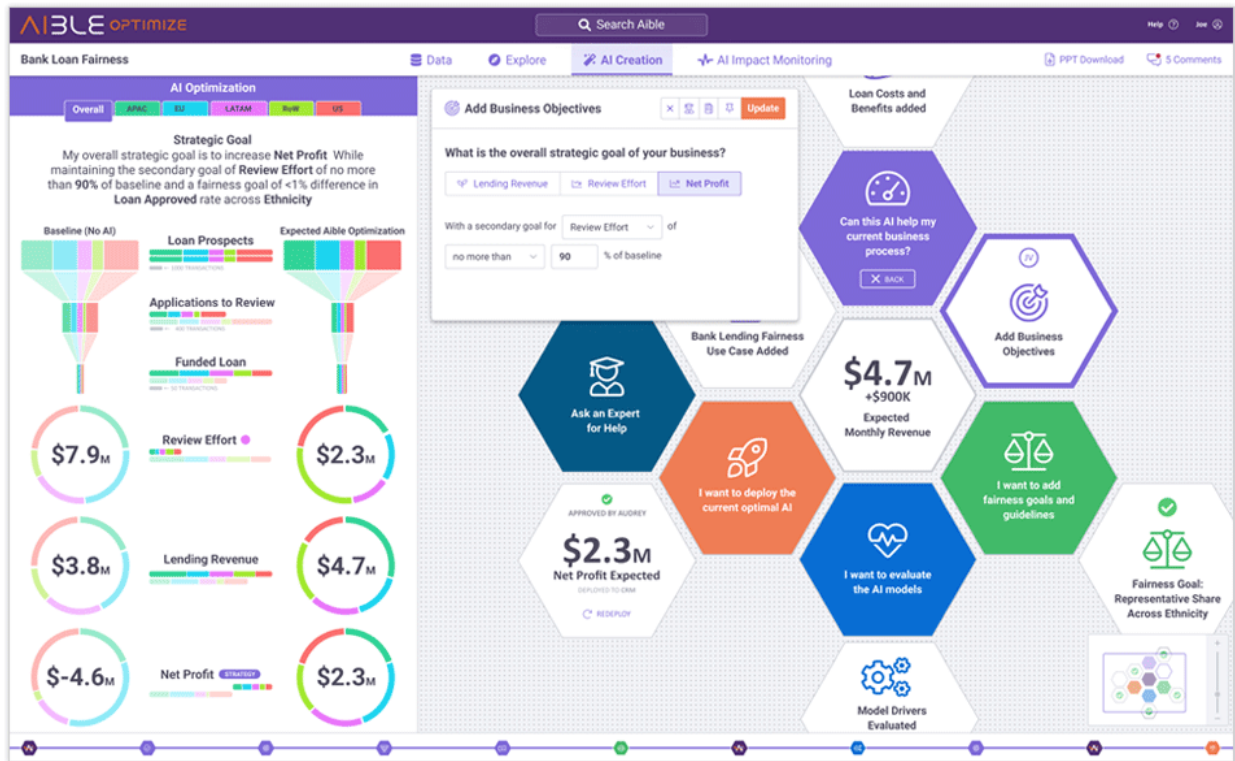 AIBLE OPTIMIZE
Search Aible
Help
Joe
Bank Loan Fairness
Data
Explore
AI Creation
AI Impact Monitoring
PPT Download
5 Comments
AI Optimization
Overall
APAC
EU
LATAM
RoW
US
Strategic Goal
My overall strategic goal is to increase Net Profit While
maintaining the secondary goal of Review Effort of no more
than 90% of baseline and a fairness goal of <1% difference in
Loan Approved rate across Ethnicity
Baseline (No AI)
Loan Prospects
Expected Aible Optimization
1000 TRANSACTIONS
Applications to Review
400 TRANSACTIONS
Funded Loan
50 TRANSACTIONS
$7.9M
Review Effort
$2.3M
$3.8M
Lending Revenue
$4.7M
$-4.6M
Net Profit
STRATEGY
$2.3M
Add Business Objectives
Update
What is the overall strategic goal of your business?
Lending Revenue
Review Effort
Net Profit
With a secondary goal for
Review Effort
of
no more than
90
% of baseline
Loan Costs and
Benefits added
Can this AI help my
current business
process?
BACK
JV
Add Business
Objectives
Bank Lending Fairness
Use Case Added
$4.7M
+$900K
Expected
Monthly Revenue
Ask an Expert
for Help
I want to deploy the
current optimal AI
I want to add
fairness goals and
guidelines
APPROVED BY AUDREY
$2.3M
Net Profit Expected
DEPLOYED TO CRM
REDEPLOY
I want to evaluate
the AI models
Fairness Goal:
Representative Share
Across Ethnicity
Model Drivers
Evaluated